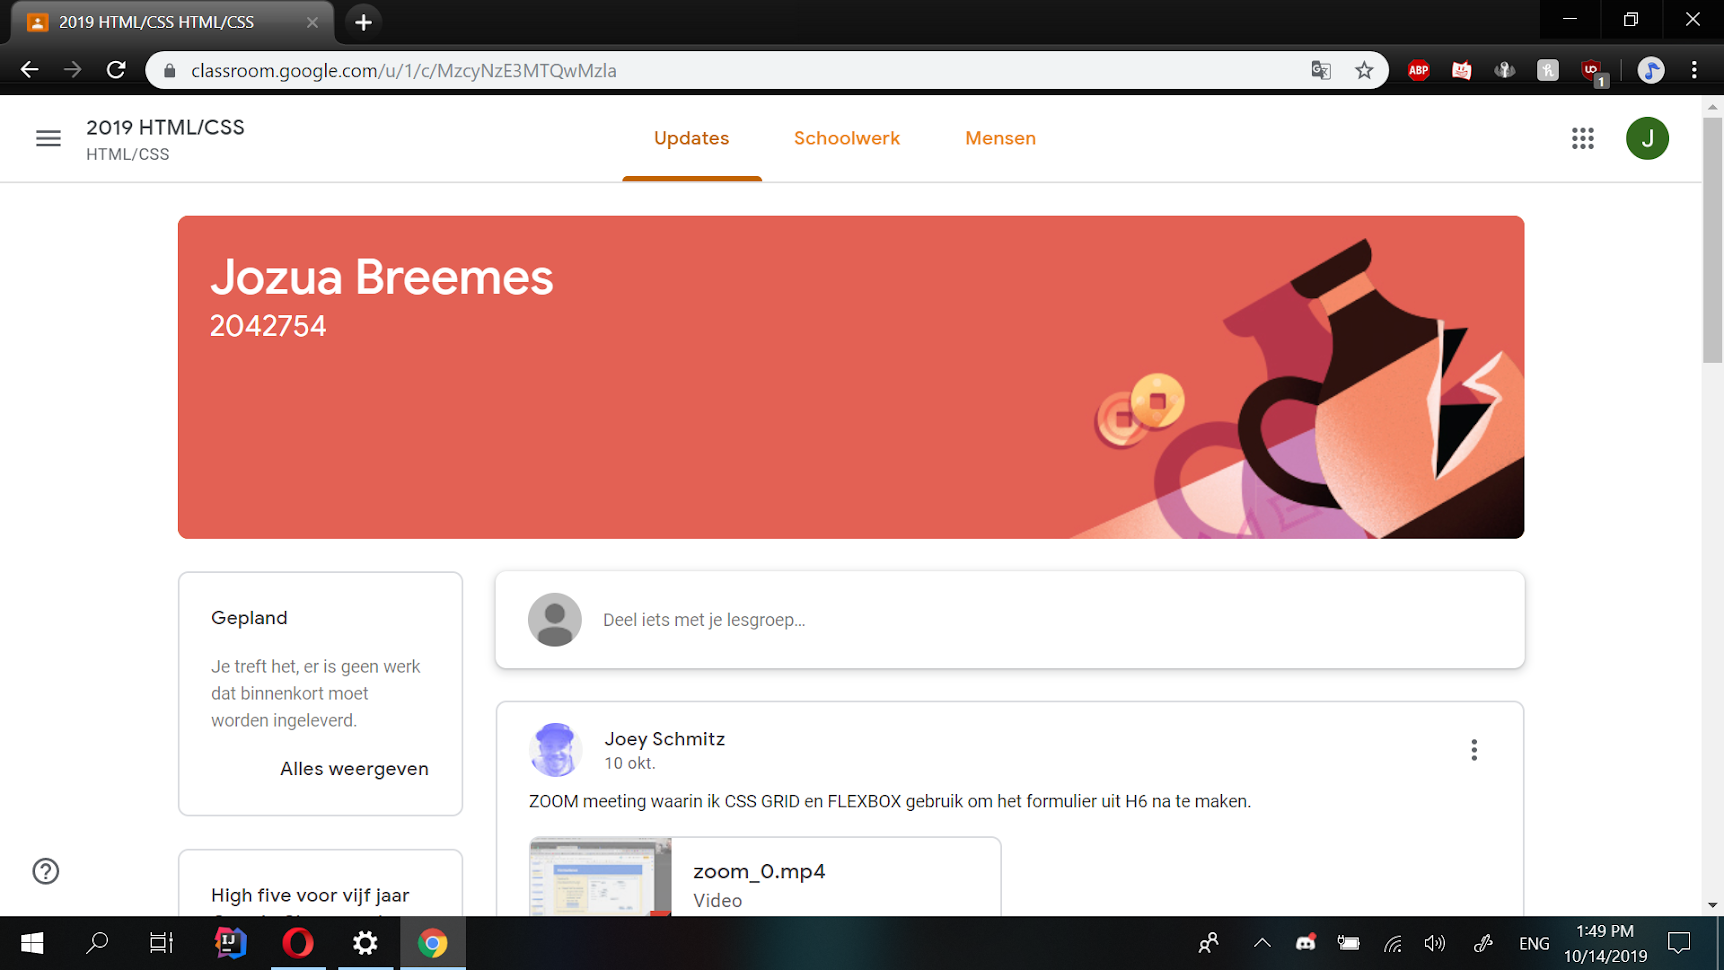 2019 HTML/CSS HTML/CSS
classroom.google.com/u/1/c/MzcyNzE3MTQwMzla
ABP
1
2019 HTML/CSS
HTML/CSS
Updates
Schoolwerk
Mensen
J
Jozua Breemes
2042754
Gepland
Je treft het, er is geen werk
dat binnenkort moet
worden ingeleverd.
Alles weergeven
High five voor vijf jaar
Deel iets met je lesgroep...
Joey Schmitz
10 okt.
ZOOM meeting waarin ik CSS GRID en FLEXBOX gebruik om het formulier uit H6 na te maken.
zoom_0.mp4
Video
IJ
ENG
1:49 PM
10/14/2019